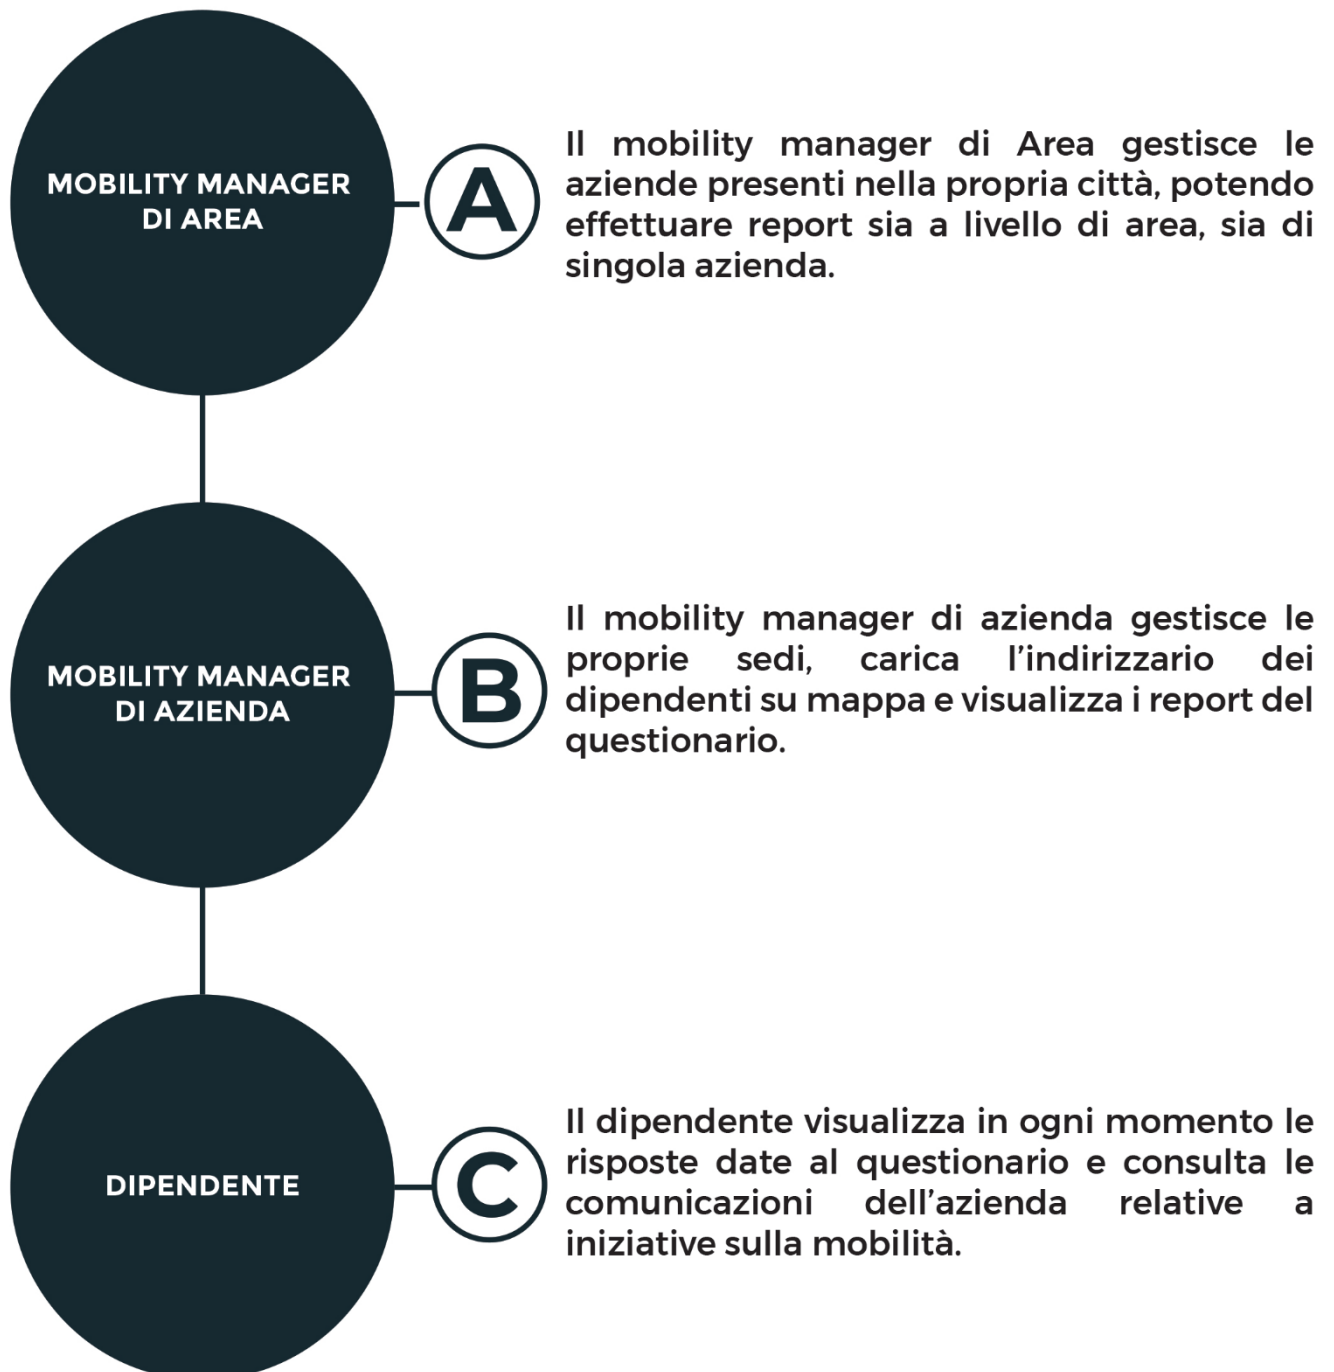 MOBILITY MANAGER
DI AREA
A
Il mobility manager di Area gestisce le
aziende presenti nella propria città, potendo
effettuare report sia a livello di area, sia di
singola azienda.
MOBILITY MANAGER
DI AZIENDA
B
Il mobility manager di azienda gestisce le
proprie sedi, carica l’indirizzario dei
dipendenti su mappa e visualizza i report del
questionario.
DIPENDENTE
C
Il dipendente visualizza in ogni momento le
risposte date al questionario e consulta le
comunicazioni dell’azienda relative a
iniziative sulla mobilità.